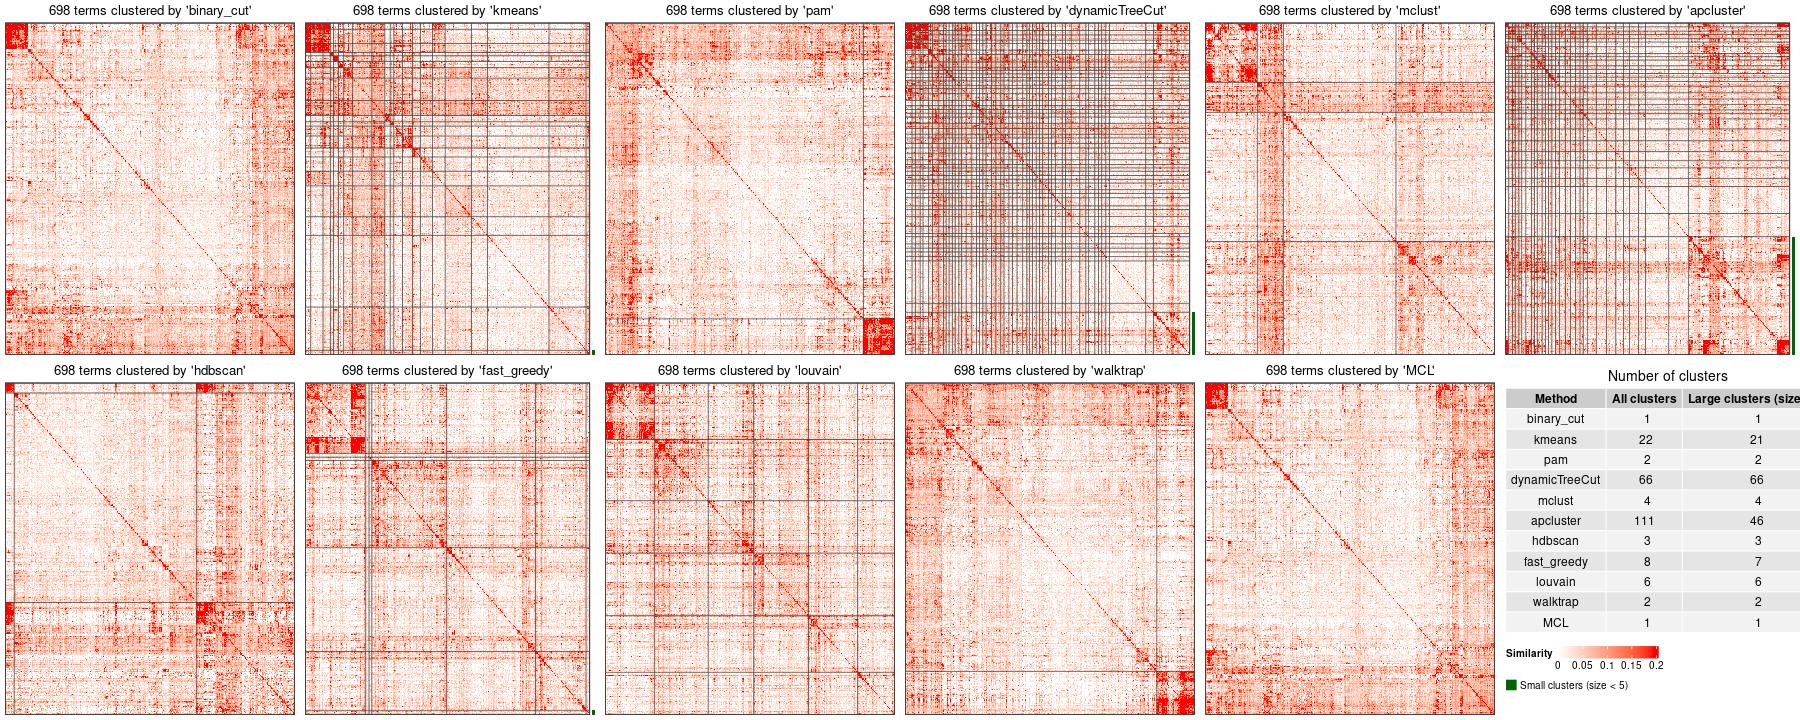 698 terms clustered by 'binary_cut'
698 terms clustered by 'kmeans'
698 terms clustered by 'pam'
698 terms clustered by 'dynamicTreeCut'
698 terms clustered by 'mclust'
698 terms clustered by 'apcluster'
698 terms clustered by 'hdbscan'
698 terms clustered by 'fast_greedy'
698 terms clustered by 'louvain'
698 terms clustered by 'walktrap'
698 terms clustered by 'MCL'
Number of clusters
Method All clusters Large clusters (size
binary_cut 1 1
kmeans 22 21
pam 2 2
dynamicTreeCut 66 66
mclust 4 4
apcluster 111 46
hdbscan 3 3
fast_greedy 8 7
louvain 6 6
walktrap 2 2
MCL 1 1
Similarity
0 0.05 0.1 0.15 0.2
Small clusters (size < 5)